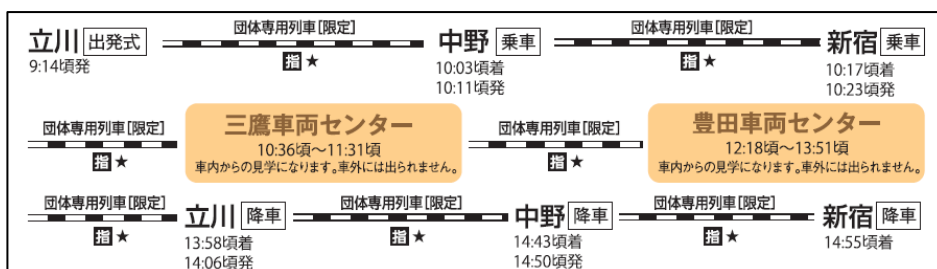 団体専用列車[限定] 団体専用列車[限定]
立川 出発式 中野 乗車 新宿 乗車
指★ 指★
9:14頃発 10:03頃着 10:17頃着
10:11頃発 10:23頃発
団体専用列車[限定] 三鷹車両センター 団体専用列車[限定] 豊田車両センター
10:36頃〜11:31頃 12:18頃〜13:51頃
指★ 車内からの見学になります。車外には出られません。 指★ 車内からの見学になります。車外には出られません。
団体専用列車[限定] 団体専用列車[限定] 団体専用列車[限定]
立川 降車 中野 降車 新宿 降車
指★ 指★ 指★
13:58頃着 14:43頃着 14:55頃着
14:06頃発 14:50頃発